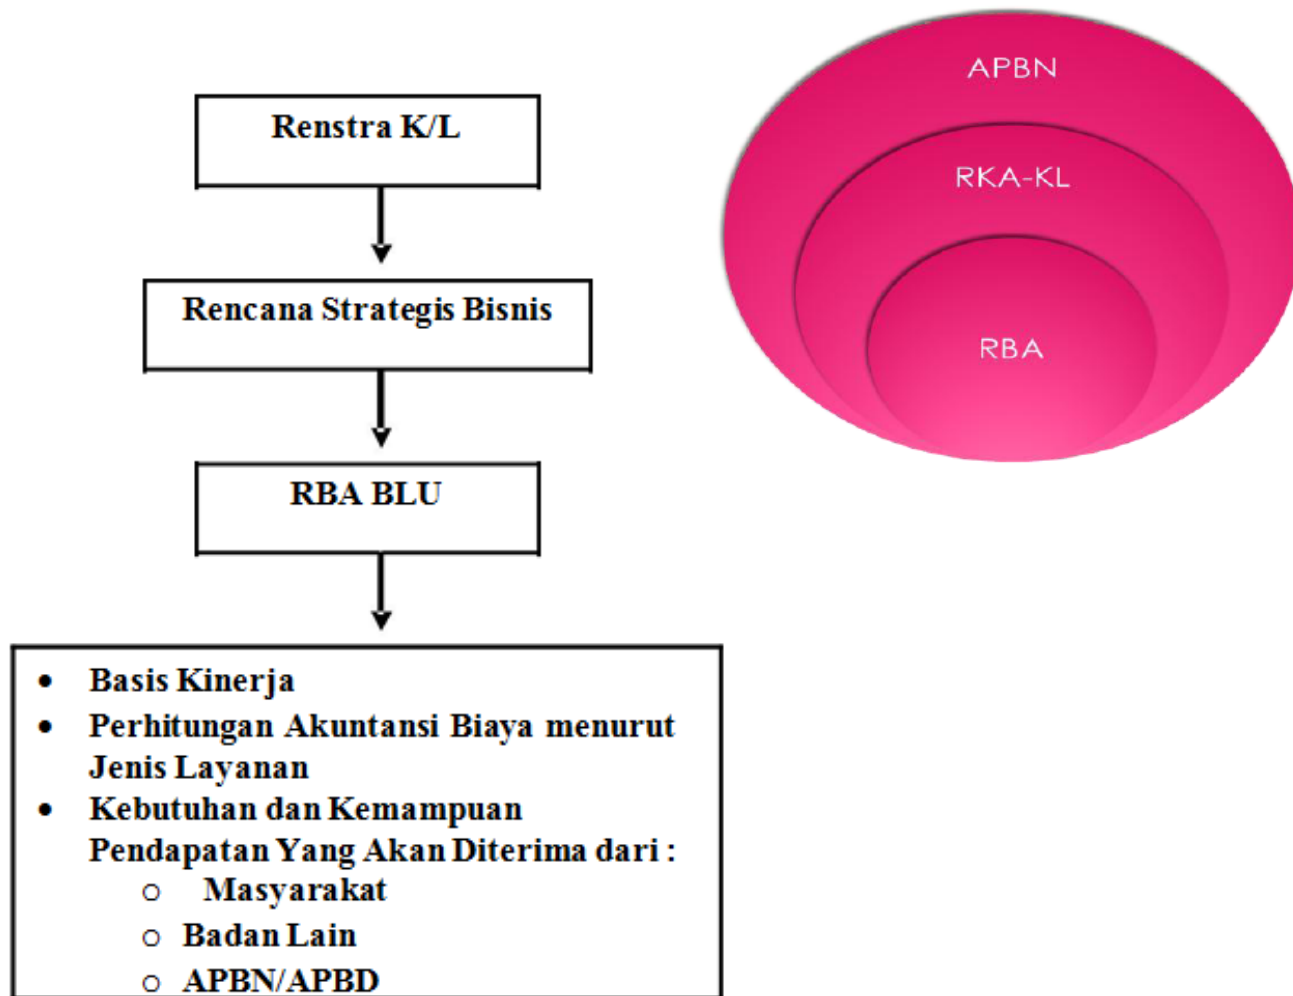 Renstra K/L
Rencana Strategis Bisnis
RBA BLU
• Basis Kinerja
• Perhitungan Akuntansi Biaya menurut
Jenis Layanan
• Kebutuhan dan Kemampuan
Pendapatan Yang Akan Diterima dari :
o Masyarakat
o Badan Lain
o APBN/APBD
APBN
RKA-KL
RBA